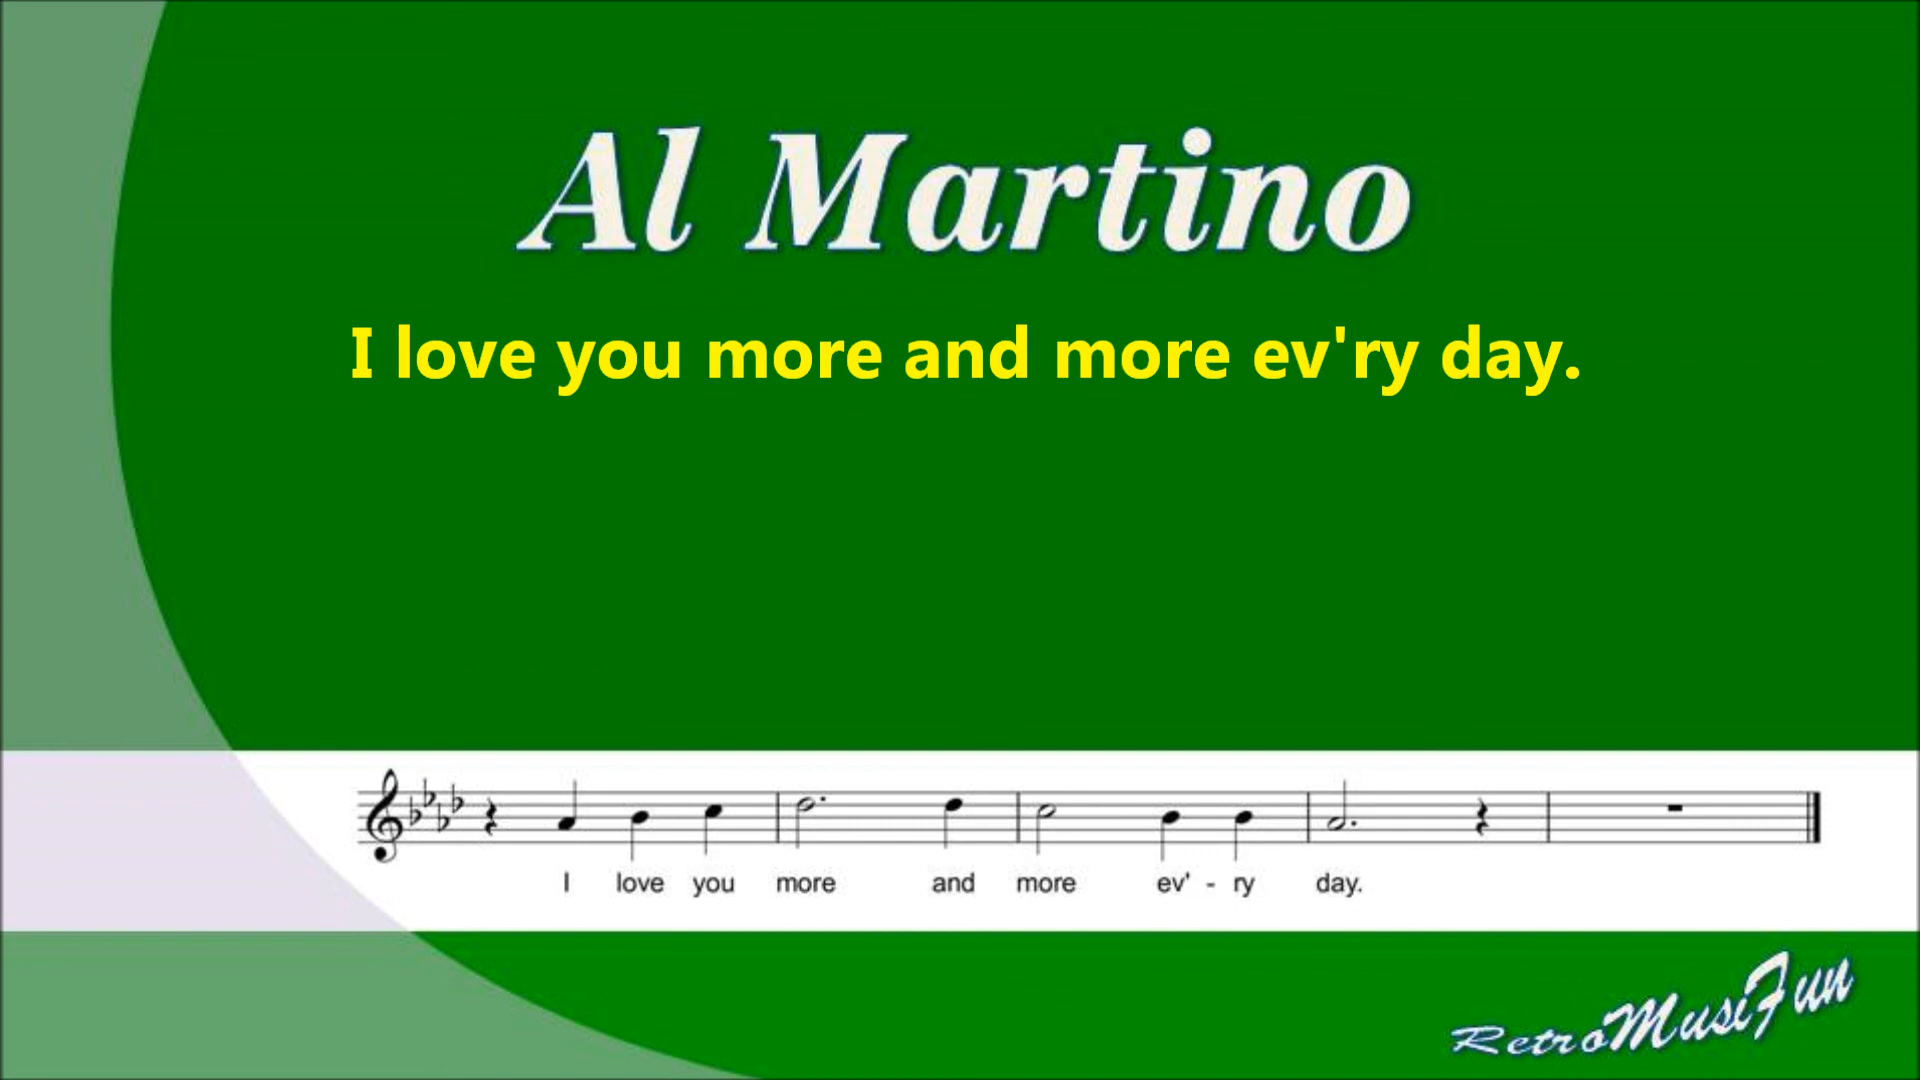 Al Martino
I love you more and more ev'ry day.
I love you more and more ev' - ry day.
RetroMusiFun